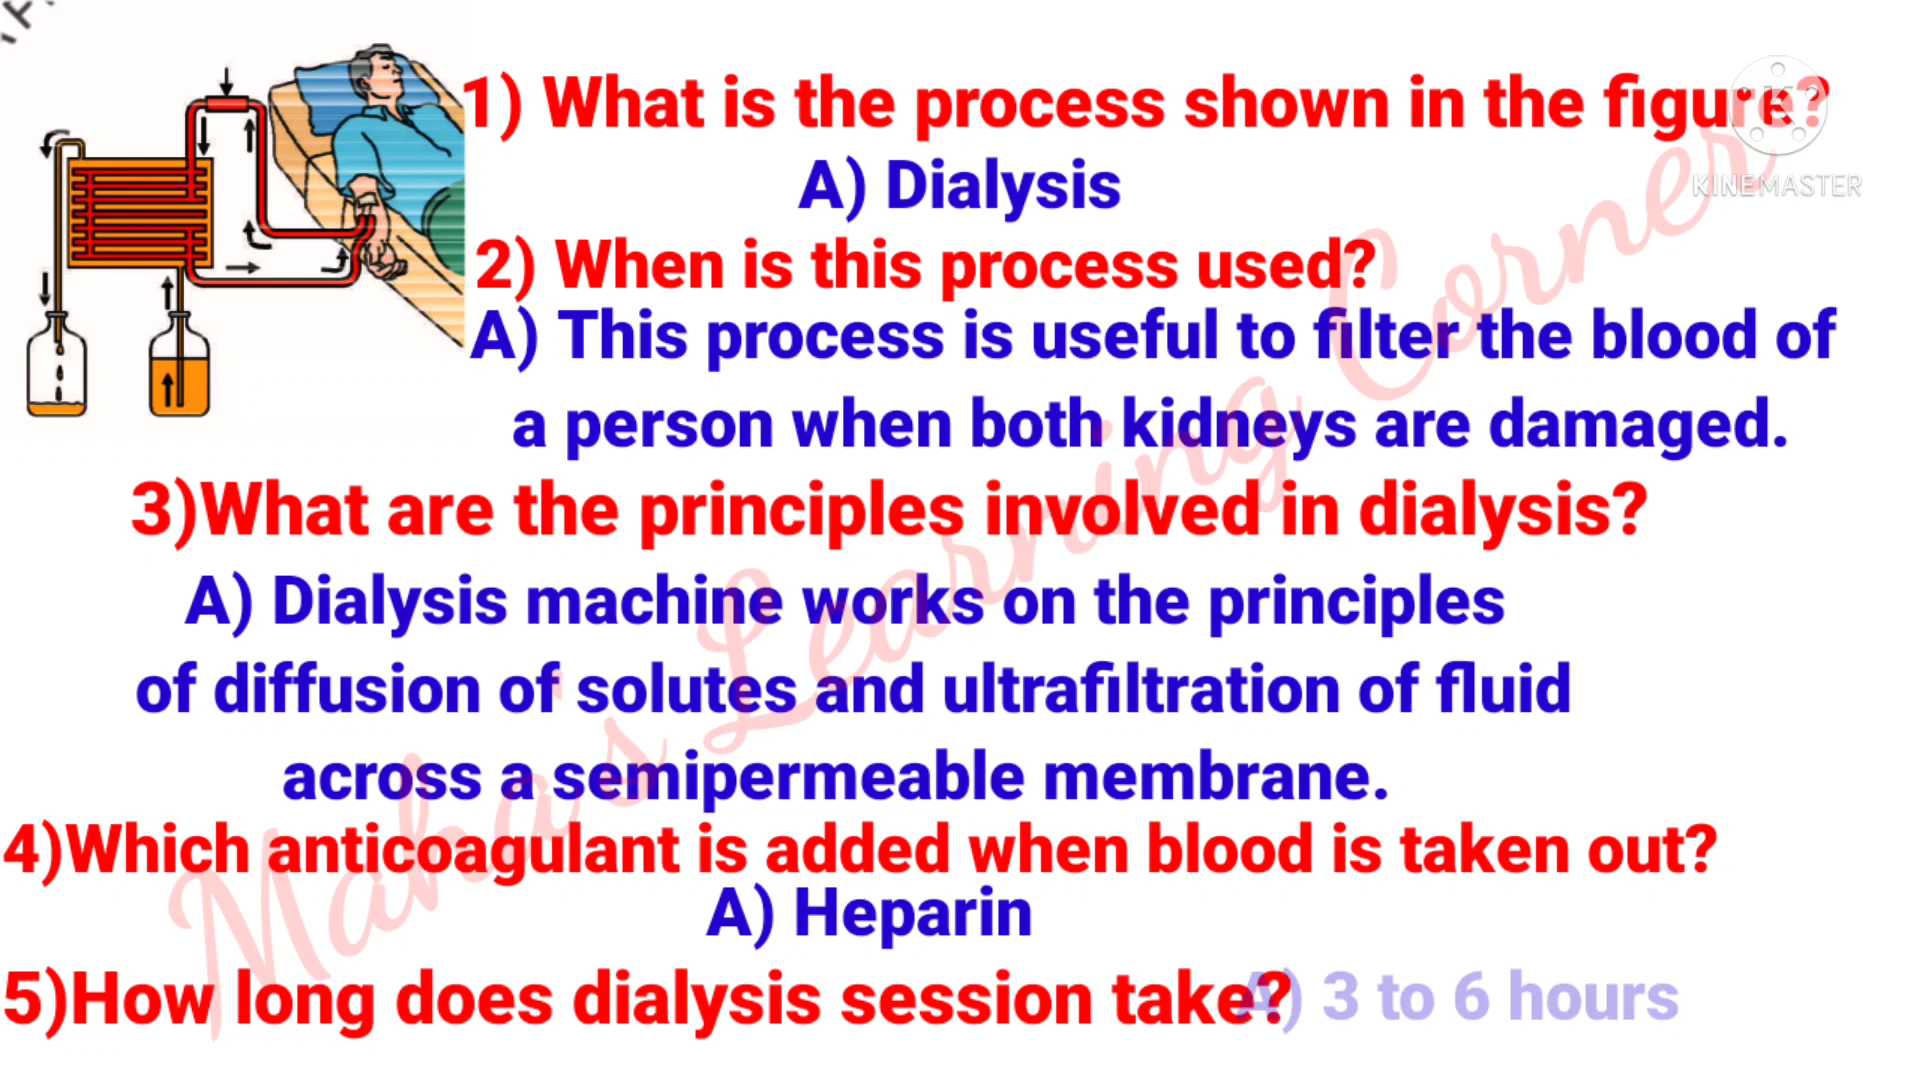 1) What is the process shown in the figure?
KINEMASTER
A) Dialysis
2) When is this process used?
A) This process is useful to filter the blood of
a person when both kidneys are damaged.
3)What are the principles involved in dialysis?
A) Dialysis machine works on the principles
of diffusion of solutes and ultrafiltration of fluid
across a semipermeable membrane.
4)Which anticoagulant is added when blood is taken out?
A) Heparin
5)How long does dialysis session take? A) 3 to 6 hours
Maha's Learning Corner